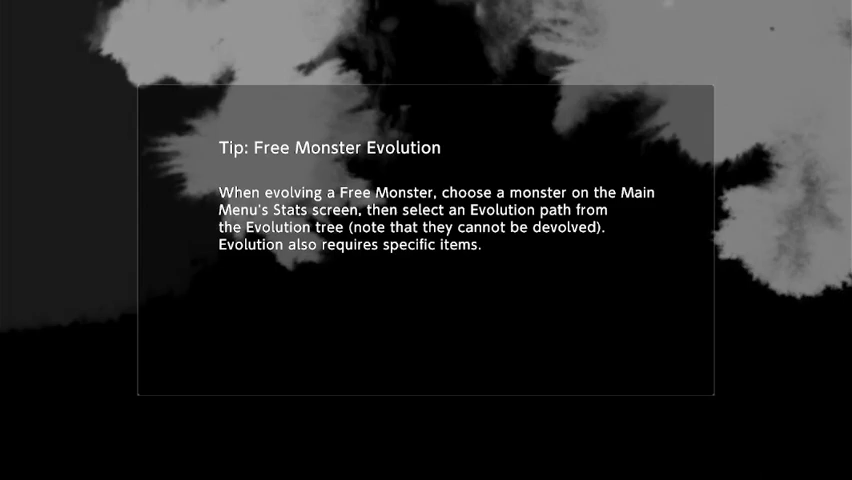 Tip: Free Monster Evolution
When evolving a Free Monster, choose a monster on the Main
Menu's Stats screen, then select an Evolution path from
the Evolution tree (note that they cannot be devolved).
Evolution also requires specific items.